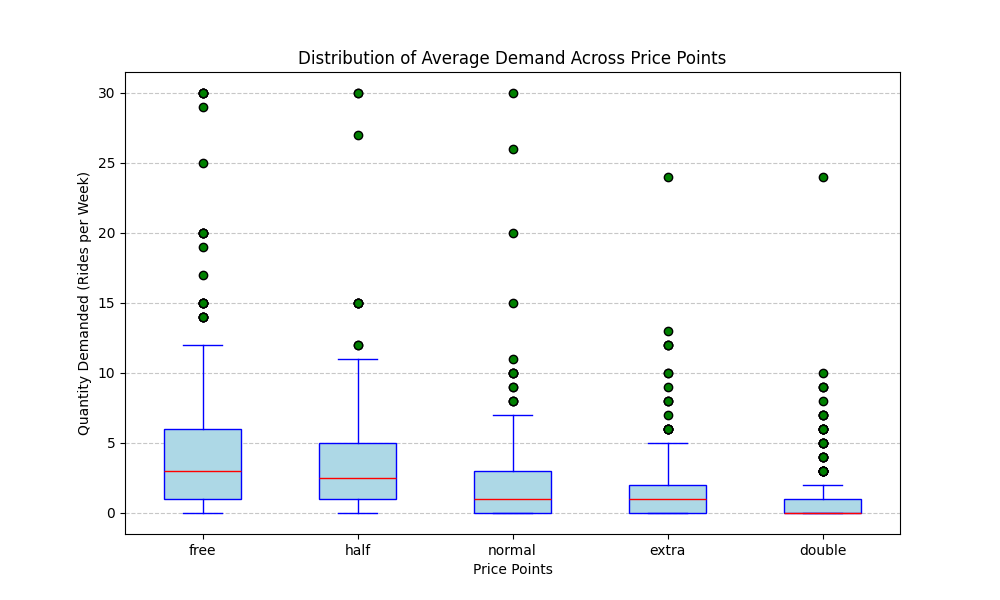 Distribution of Average Demand Across Price Points
Quantity Demanded (Rides per Week)
30
25
20
15
10
5
0
free half normal extra double
Price Points